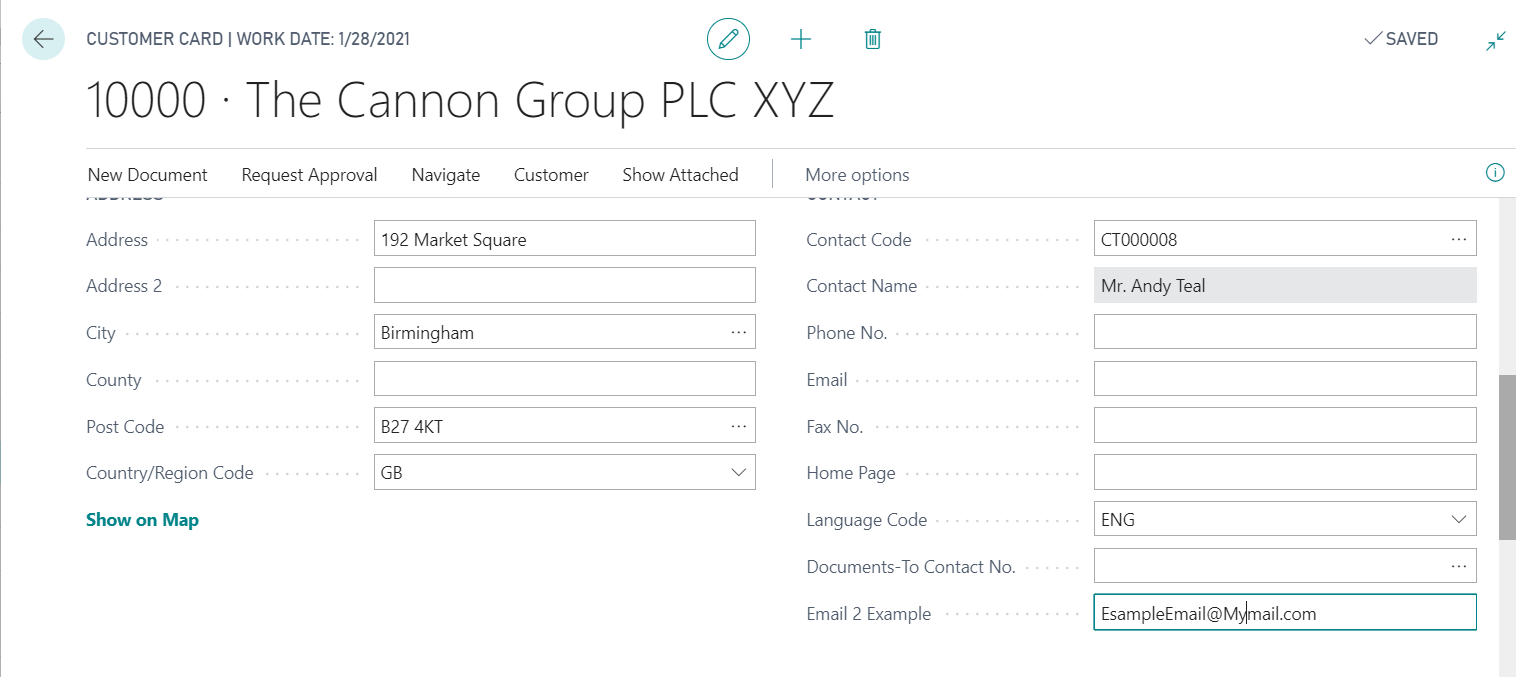 CUSTOMER CARD | WORK DATE: 1/28/2021
SAVED
10000 · The Cannon Group PLC XYZ
New Document Request Approval Navigate Customer Show Attached More options
ADDRESS
Address 192 Market Square
Address 2
City Birmingham
County
Post Code B27 4KT
Country/Region Code GB
Show on Map
CONTACT
Contact Code CT000008
Contact Name Mr. Andy Teal
Phone No.
Email
Fax No.
Home Page
Language Code ENG
Documents-To Contact No.
Email 2 Example EsampleEmail@Mymail.com